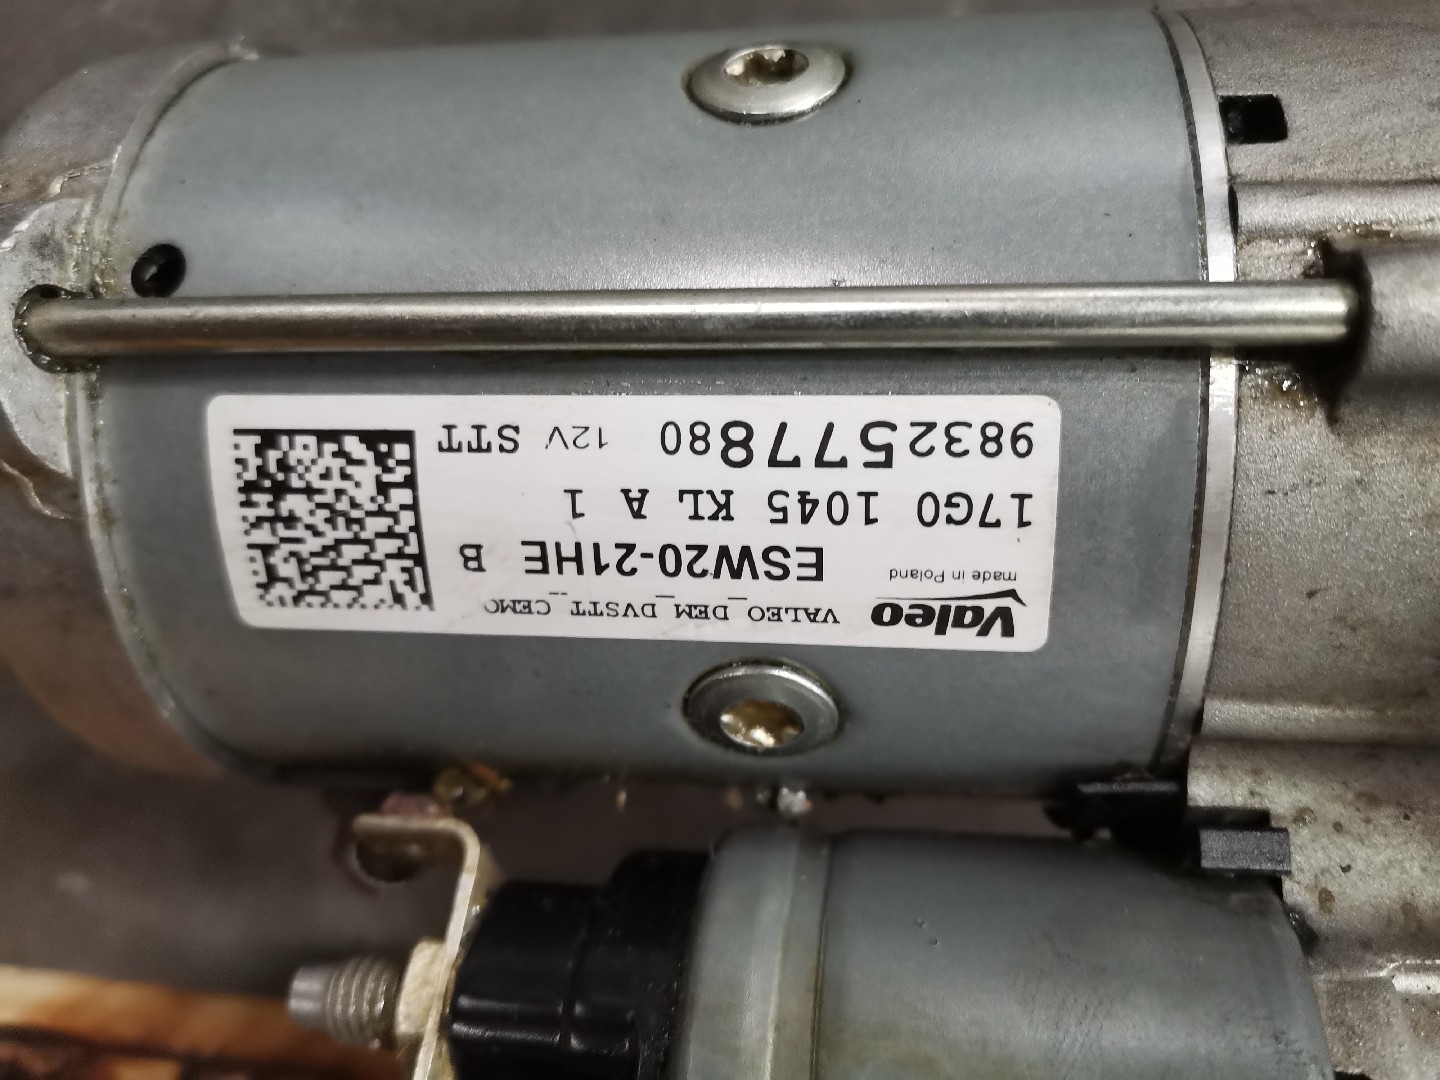 Valeo VALEO_DEM_DVSTT_CEMO
made in Poland ESW20-21HE B
17G0 1045 KL A 1
9832577880 12V STT